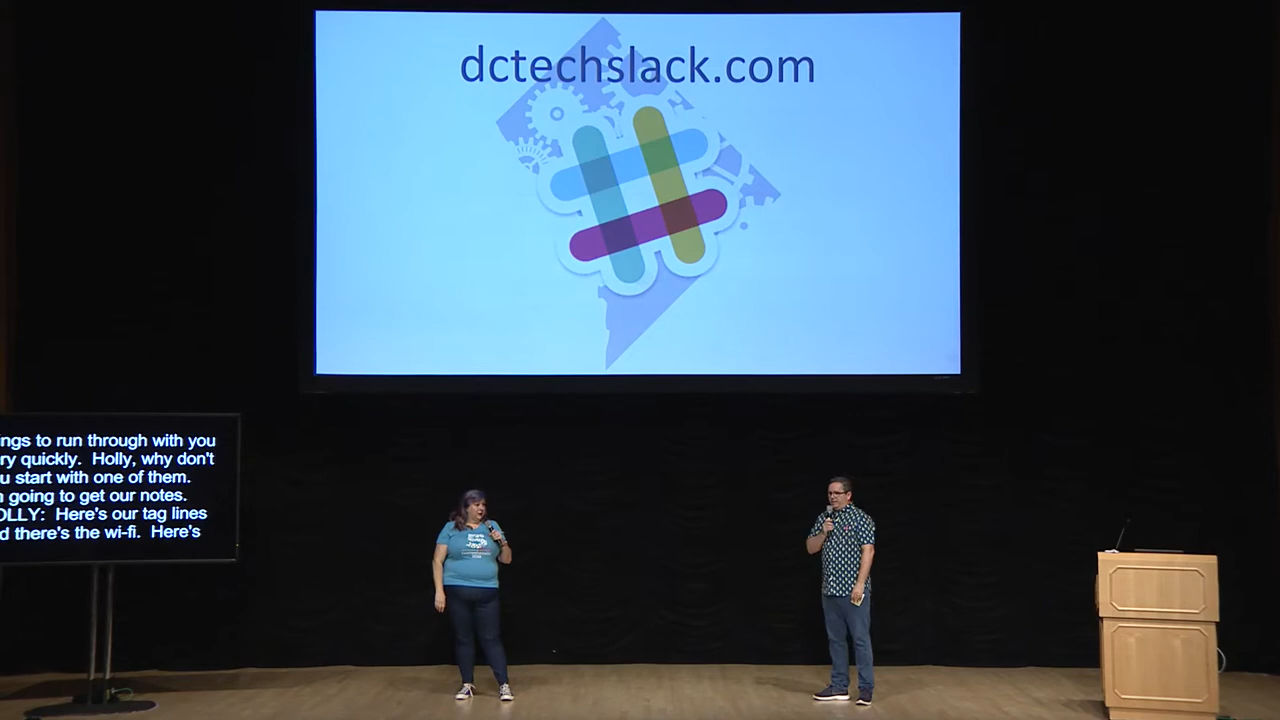 dctechslack.com
ings to run through with you
ry quickly.  Holly, why don't
u start with one of them.
going to get our notes.
OLLY:  Here's our tag lines
d there's the wi-fi.  Here's